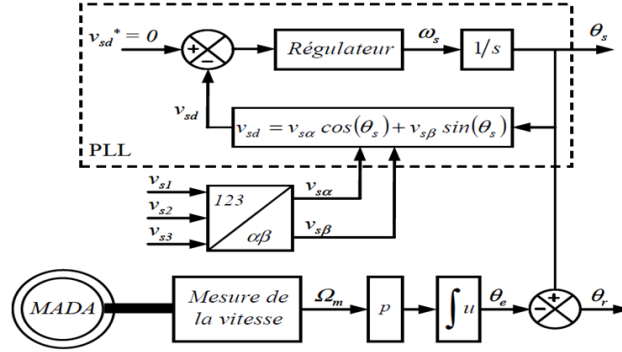 v_sd* = 0
+
−
Régulateur
ω_s
1/s
θ_s
v_sd
v_sd = v_sα cos(θ_s) + v_sβ sin(θ_s)
PLL
v_s1
v_s2
v_s3
123
αβ
v_sα
v_sβ
MADA
Mesure de
la vitesse
Ω_m
p
∫ u
θ_e
+
−
θ_r